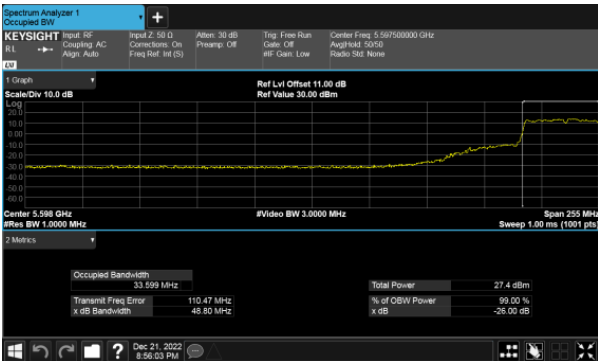 Spectrum Analyzer 1
Occupied BW
KEYSIGHT Input: RF Input Z: 50 Ω Atten: 30 dB Trig: Free Run Center Freq: 5.597500000 GHz
RL Coupling: AC Corrections: On Preamp: Off Gate: Off Avg|Hold: 50/50
Align: Auto Freq Ref: Int (S) #IF Gain: Low Radio Std: None
1 Graph
Ref Lvl Offset 11.00 dB
Scale/Div 10.0 dB Ref Value 30.00 dBm
Log
20.0
10.0
0.00
-10.0
-20.0
-30.0
-40.0
-50.0
-60.0
Center 5.598 GHz #Video BW 3.0000 MHz Span 255 MHz
#Res BW 1.0000 MHz Sweep 1.00 ms (1001 pts)
2 Metrics
Occupied Bandwidth
33.599 MHz Total Power 27.4 dBm
Transmit Freq Error 110.47 MHz % of OBW Power 99.00 %
x dB Bandwidth 48.80 MHz x dB -26.00 dB
Dec 21, 2022
8:56:03 PM